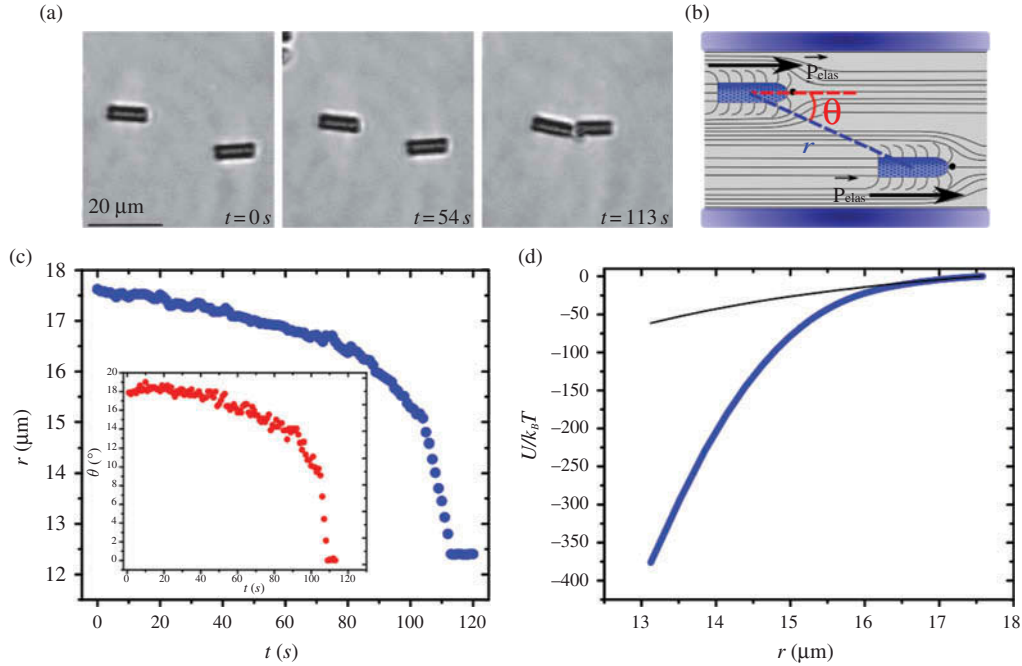 (a)
20 µm
t = 0 s
t = 54 s
t = 113 s
(b)
Pelas
θ
r
Pelas
(c)
18
17
16
15
14
13
12
r (µm)
0 20 40 60 80 100 120
t (s)
20
18
16
14
12
10
8
6
4
2
0
θ (°)
0 20 40 60 80 100 120
t (s)
(d)
0
−50
−100
−150
−200
−250
−300
−350
−400
U/kBT
13 14 15 16 17 18
r (µm)